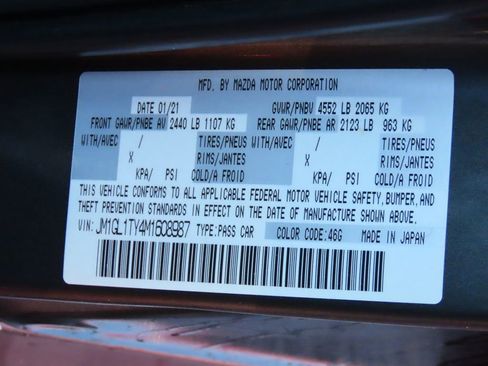 MFD. BY MAZDA MOTOR CORPORATION
DATE 01/21 GVWR/PNBV 4552 LB 2065 KG
FRONT GAWR/PNBE AV 2440 LB 1107 KG REAR GAWR/PNBE AR 2123 LB 963 KG
WITH/AVEC / TIRES/PNEUS WITH/AVEC / TIRES/PNEUS
X RIMS/JANTES X RIMS/JANTES
KPA/ PSI COLD/A FROID KPA/ PSI COLD/A FROID
THIS VEHICLE CONFORMS TO ALL APPLICABLE FEDERAL MOTOR VEHICLE SAFETY, BUMPER, AND
THEFT PREVENTION STANDARDS IN EFFECT ON THE DATE OF MANUFACTURE SHOWN ABOVE.
VIN: JM1GL1TY4M1608987 TYPE: PASS CAR COLOR CODE: 46G MADE IN JAPAN